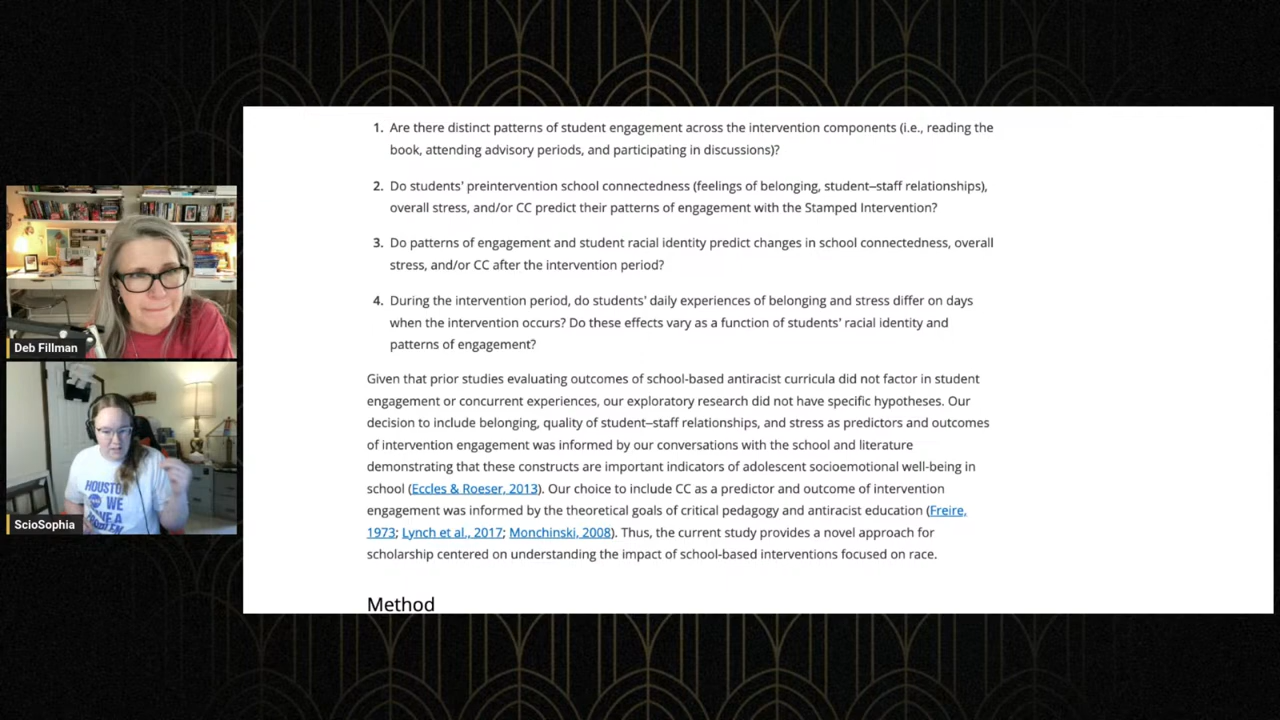 1. Are there distinct patterns of student engagement across the intervention components (i.e., reading the
book, attending advisory periods, and participating in discussions)?
2. Do students' preintervention school connectedness (feelings of belonging, student–staff relationships),
overall stress, and/or CC predict their patterns of engagement with the Stamped Intervention?
3. Do patterns of engagement and student racial identity predict changes in school connectedness, overall
stress, and/or CC after the intervention period?
4. During the intervention period, do students' daily experiences of belonging and stress differ on days
when the intervention occurs? Do these effects vary as a function of students' racial identity and
patterns of engagement?
Given that prior studies evaluating outcomes of school-based antiracist curricula did not factor in student
engagement or concurrent experiences, our exploratory research did not have specific hypotheses. Our
decision to include belonging, quality of student–staff relationships, and stress as predictors and outcomes
of intervention engagement was informed by our conversations with the school and literature
demonstrating that these constructs are important indicators of adolescent socioemotional well-being in
school (Eccles & Roeser, 2013). Our choice to include CC as a predictor and outcome of intervention
engagement was informed by the theoretical goals of critical pedagogy and antiracist education (Freire,
1973; Lynch et al., 2017; Monchinski, 2008). Thus, the current study provides a novel approach for
scholarship centered on understanding the impact of school-based interventions focused on race.
Method
Deb Fillman
HOUSTON
WE
ScioSophia